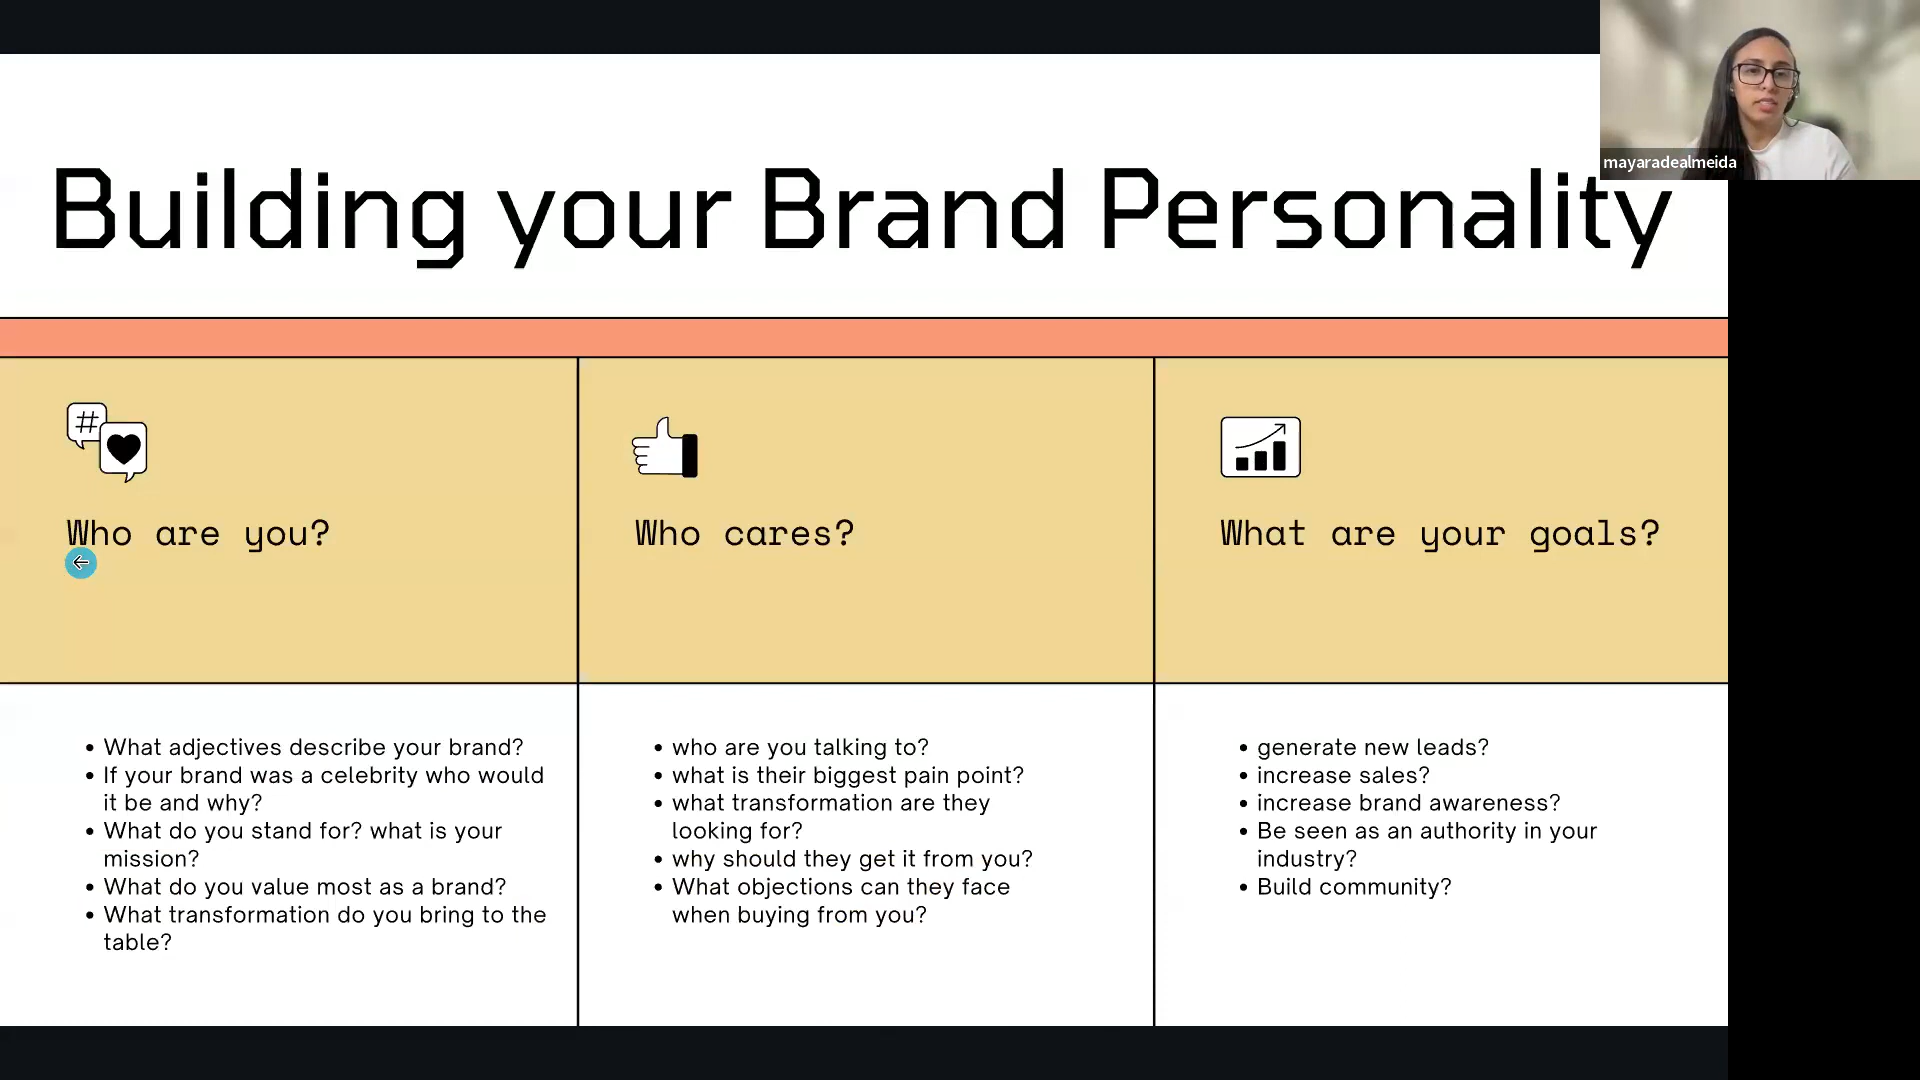 mayaradealmeida
Building your Brand Personality
#
Who are you?
Who cares?
What are your goals?
• What adjectives describe your brand?
• If your brand was a celebrity who would
it be and why?
• What do you stand for? what is your
mission?
• What do you value most as a brand?
• What transformation do you bring to the
table?
• who are you talking to?
• what is their biggest pain point?
• what transformation are they
looking for?
• why should they get it from you?
• What objections can they face
when buying from you?
• generate new leads?
• increase sales?
• increase brand awareness?
• Be seen as an authority in your
industry?
• Build community?